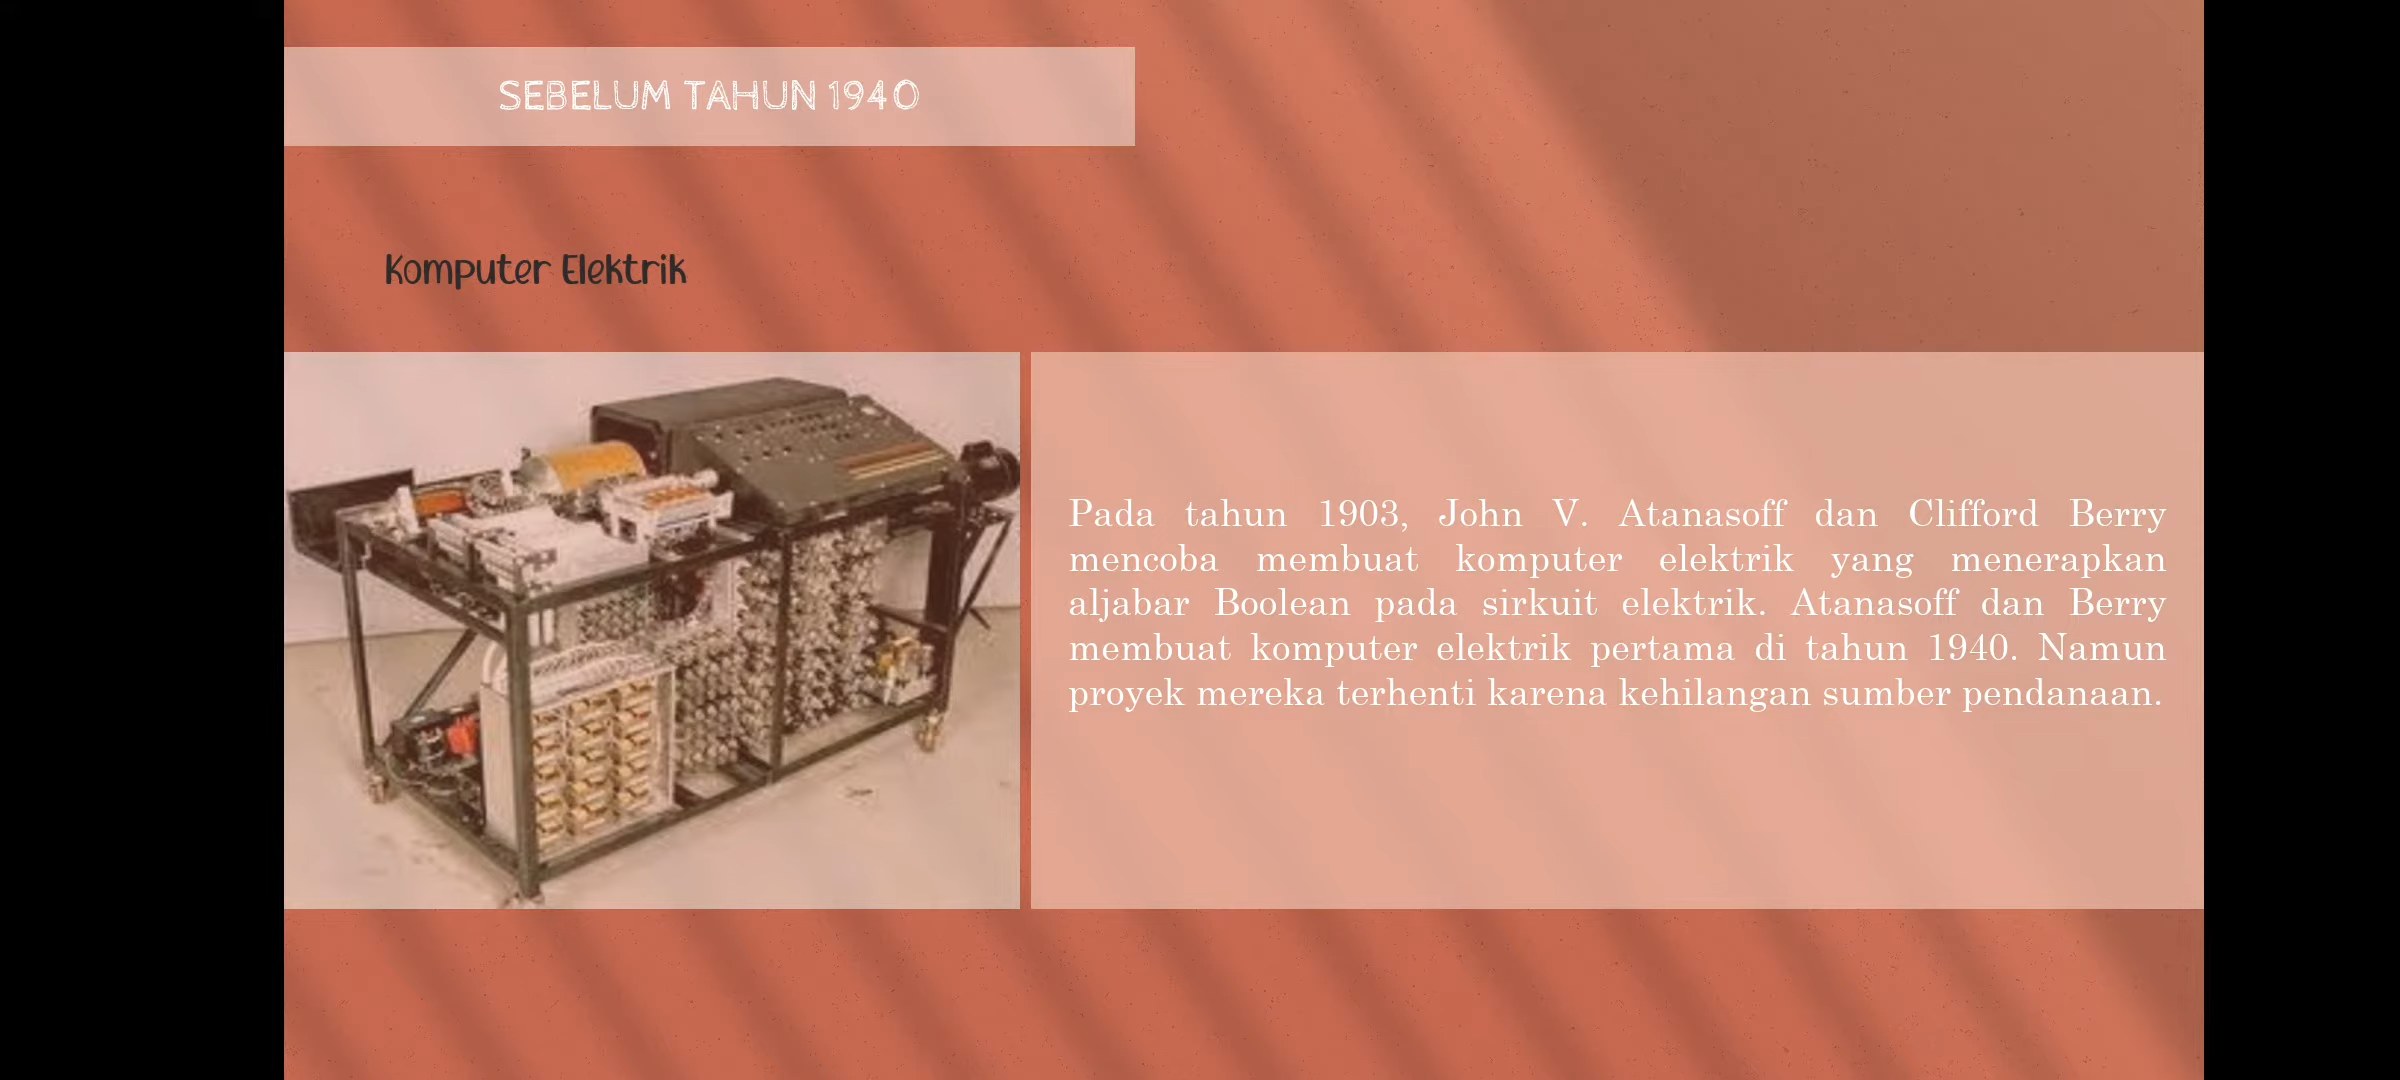 SEBELUM TAHUN 1940
Komputer Elektrik
Pada tahun 1903, John V. Atanasoff dan Clifford Berry
mencoba membuat komputer elektrik yang menerapkan
aljabar Boolean pada sirkuit elektrik. Atanasoff dan Berry
membuat komputer elektrik pertama di tahun 1940. Namun
proyek mereka terhenti karena kehilangan sumber pendanaan.